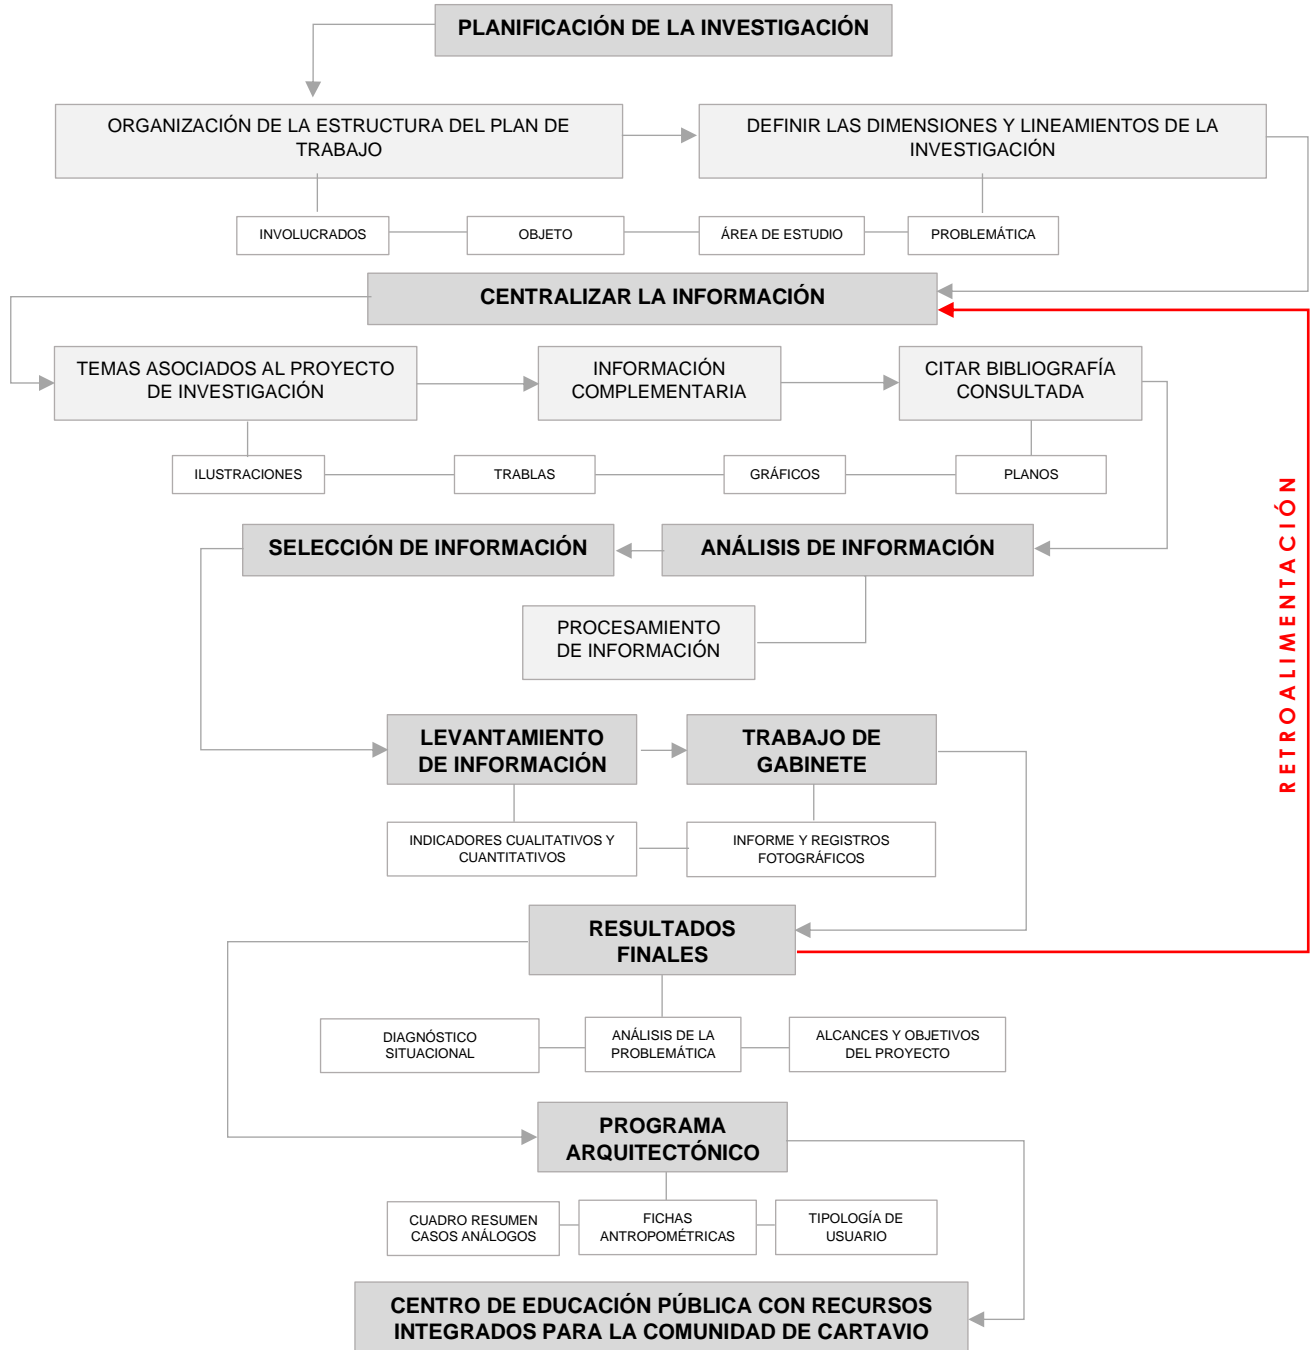 PLANIFICACIÓN DE LA INVESTIGACIÓN
ORGANIZACIÓN DE LA ESTRUCTURA DEL PLAN DE
TRABAJO
DEFINIR LAS DIMENSIONES Y LINEAMIENTOS DE LA
INVESTIGACIÓN
INVOLUCRADOS
OBJETO
ÁREA DE ESTUDIO
PROBLEMÁTICA
CENTRALIZAR LA INFORMACIÓN
TEMAS ASOCIADOS AL PROYECTO
DE INVESTIGACIÓN
INFORMACIÓN
COMPLEMENTARIA
CITAR BIBLIOGRAFÍA
CONSULTADA
ILUSTRACIONES
TRABLAS
GRÁFICOS
PLANOS
SELECCIÓN DE INFORMACIÓN
ANÁLISIS DE INFORMACIÓN
PROCESAMIENTO
DE INFORMACIÓN
LEVANTAMIENTO
DE INFORMACIÓN
TRABAJO DE
GABINETE
INDICADORES CUALITATIVOS Y
CUANTITATIVOS
INFORME Y REGISTROS
FOTOGRÁFICOS
RESULTADOS
FINALES
DIAGNÓSTICO
SITUACIONAL
ANÁLISIS DE LA
PROBLEMÁTICA
ALCANCES Y OBJETIVOS
DEL PROYECTO
PROGRAMA
ARQUITECTÓNICO
CUADRO RESUMEN
CASOS ANÁLOGOS
FICHAS
ANTROPOMÉTRICAS
TIPOLOGÍA DE
USUARIO
CENTRO DE EDUCACIÓN PÚBLICA CON RECURSOS
INTEGRADOS PARA LA COMUNIDAD DE CARTAVIO
RETROALIMENTACIÓN